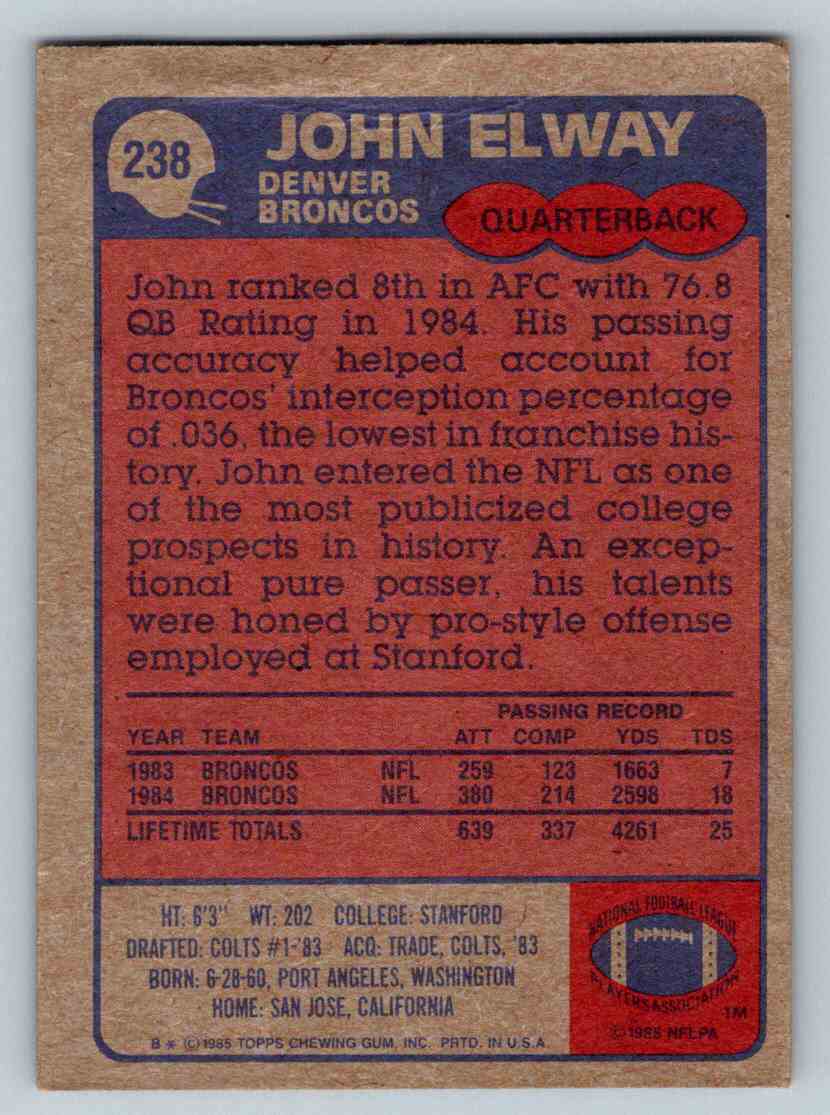 238
JOHN ELWAY
DENVER
BRONCOS
QUARTERBACK
John ranked 8th in AFC with 76.8
QB Rating in 1984. His passing
accuracy helped account for
Broncos' interception percentage
of .036, the lowest in franchise his-
tory. John entered the NFL as one
of the most publicized college
prospects in history. An excep-
tional pure passer, his talents
were honed by pro-style offense
employed at Stanford.
PASSING RECORD
YEAR TEAM ATT COMP YDS TDS
1983 BRONCOS NFL 259 123 1663 7
1984 BRONCOS NFL 380 214 2598 18
LIFETIME TOTALS 639 337 4261 25
HT: 6'3" WT: 202 COLLEGE: STANFORD
DRAFTED: COLTS #1-'83 ACQ: TRADE, COLTS, '83
BORN: 6-28-60, PORT ANGELES, WASHINGTON
HOME: SAN JOSE, CALIFORNIA
B * © 1985 TOPPS CHEWING GUM, INC. PRTD. IN U.S.A.
NATIONAL FOOTBALL LEAGUE
PLAYERS ASSOCIATION
TM
© 1985 NFLPA